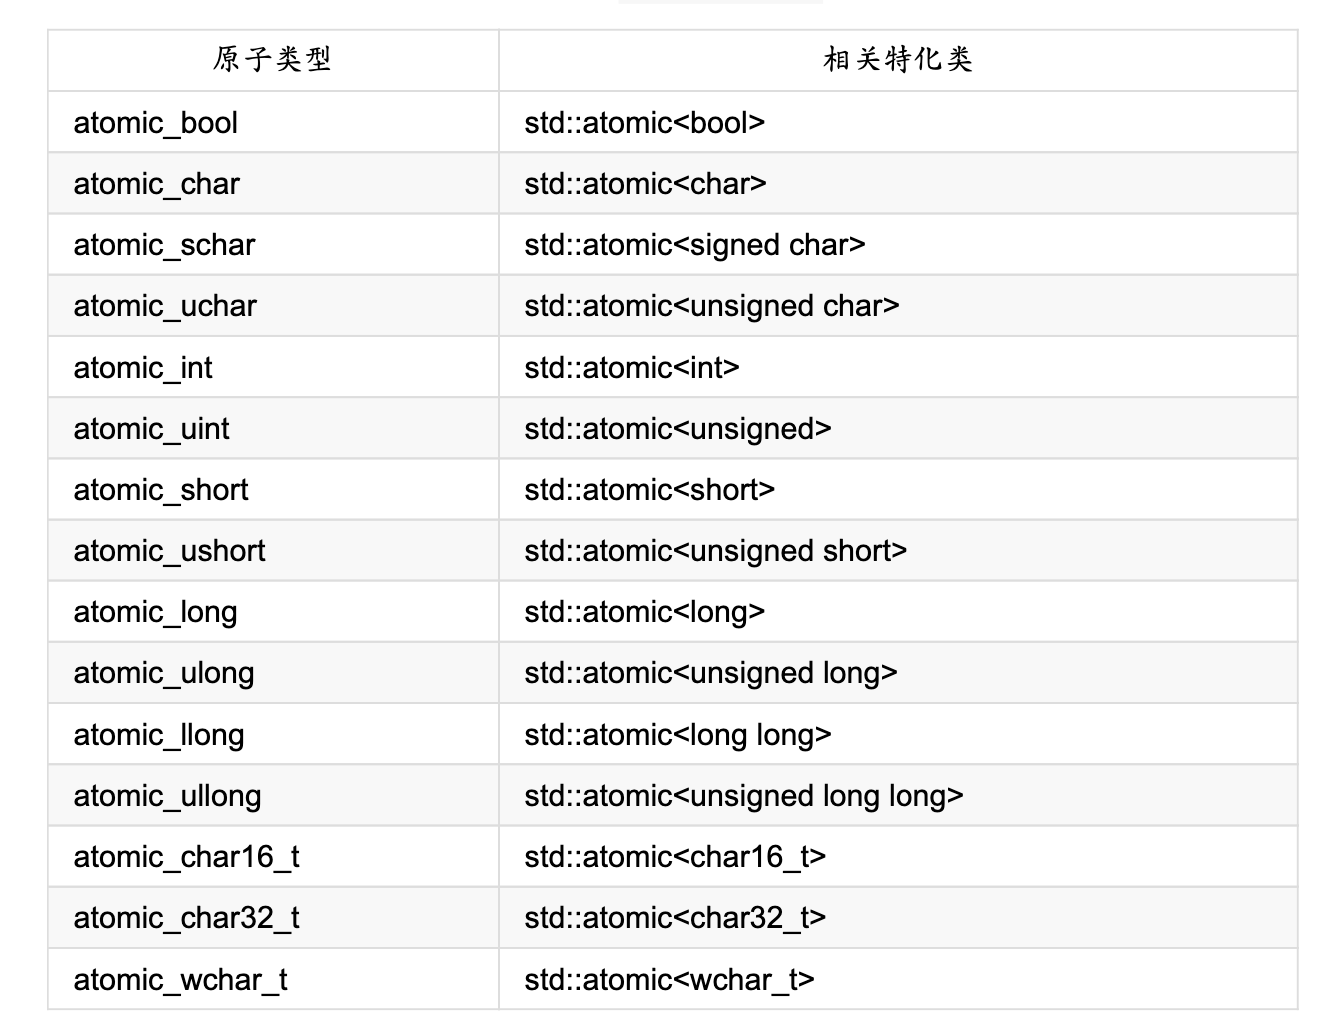 原子类型 相关特化类
atomic_bool std::atomic<bool>
atomic_char std::atomic<char>
atomic_schar std::atomic<signed char>
atomic_uchar std::atomic<unsigned char>
atomic_int std::atomic<int>
atomic_uint std::atomic<unsigned>
atomic_short std::atomic<short>
atomic_ushort std::atomic<unsigned short>
atomic_long std::atomic<long>
atomic_ulong std::atomic<unsigned long>
atomic_llong std::atomic<long long>
atomic_ullong std::atomic<unsigned long long>
atomic_char16_t std::atomic<char16_t>
atomic_char32_t std::atomic<char32_t>
atomic_wchar_t std::atomic<wchar_t>